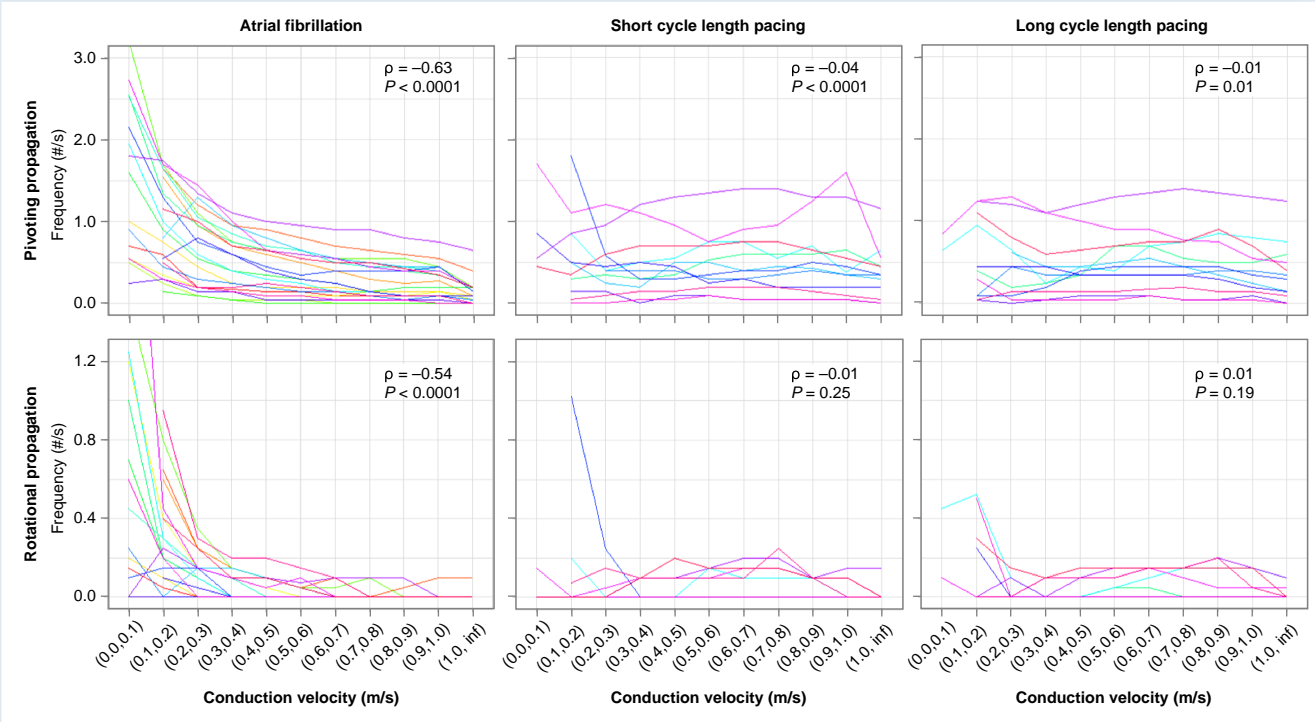 Atrial fibrillation
Short cycle length pacing
Long cycle length pacing
Pivoting propagation
Frequency (#/s)
3.0
2.0
1.0
0.0
ρ = –0.63
P < 0.0001
ρ = –0.04
P < 0.0001
ρ = –0.01
P = 0.01
Rotational propagation
Frequency (#/s)
1.2
0.8
0.4
0.0
ρ = –0.54
P < 0.0001
ρ = –0.01
P = 0.25
ρ = 0.01
P = 0.19
(0.0,0.1)
(0.1,0.2)
(0.2,0.3)
(0.3,0.4)
(0.4,0.5)
(0.5,0.6)
(0.6,0.7)
(0.7,0.8)
(0.8,0.9)
(0.9,1.0)
(1.0, inf)
(0.0,0.1)
(0.1,0.2)
(0.2,0.3)
(0.3,0.4)
(0.4,0.5)
(0.5,0.6)
(0.6,0.7)
(0.7,0.8)
(0.8,0.9)
(0.9,1.0)
(1.0, inf)
(0.0,0.1)
(0.1,0.2)
(0.2,0.3)
(0.3,0.4)
(0.4,0.5)
(0.5,0.6)
(0.6,0.7)
(0.7,0.8)
(0.8,0.9)
(0.9,1.0)
(1.0, inf)
Conduction velocity (m/s)
Conduction velocity (m/s)
Conduction velocity (m/s)